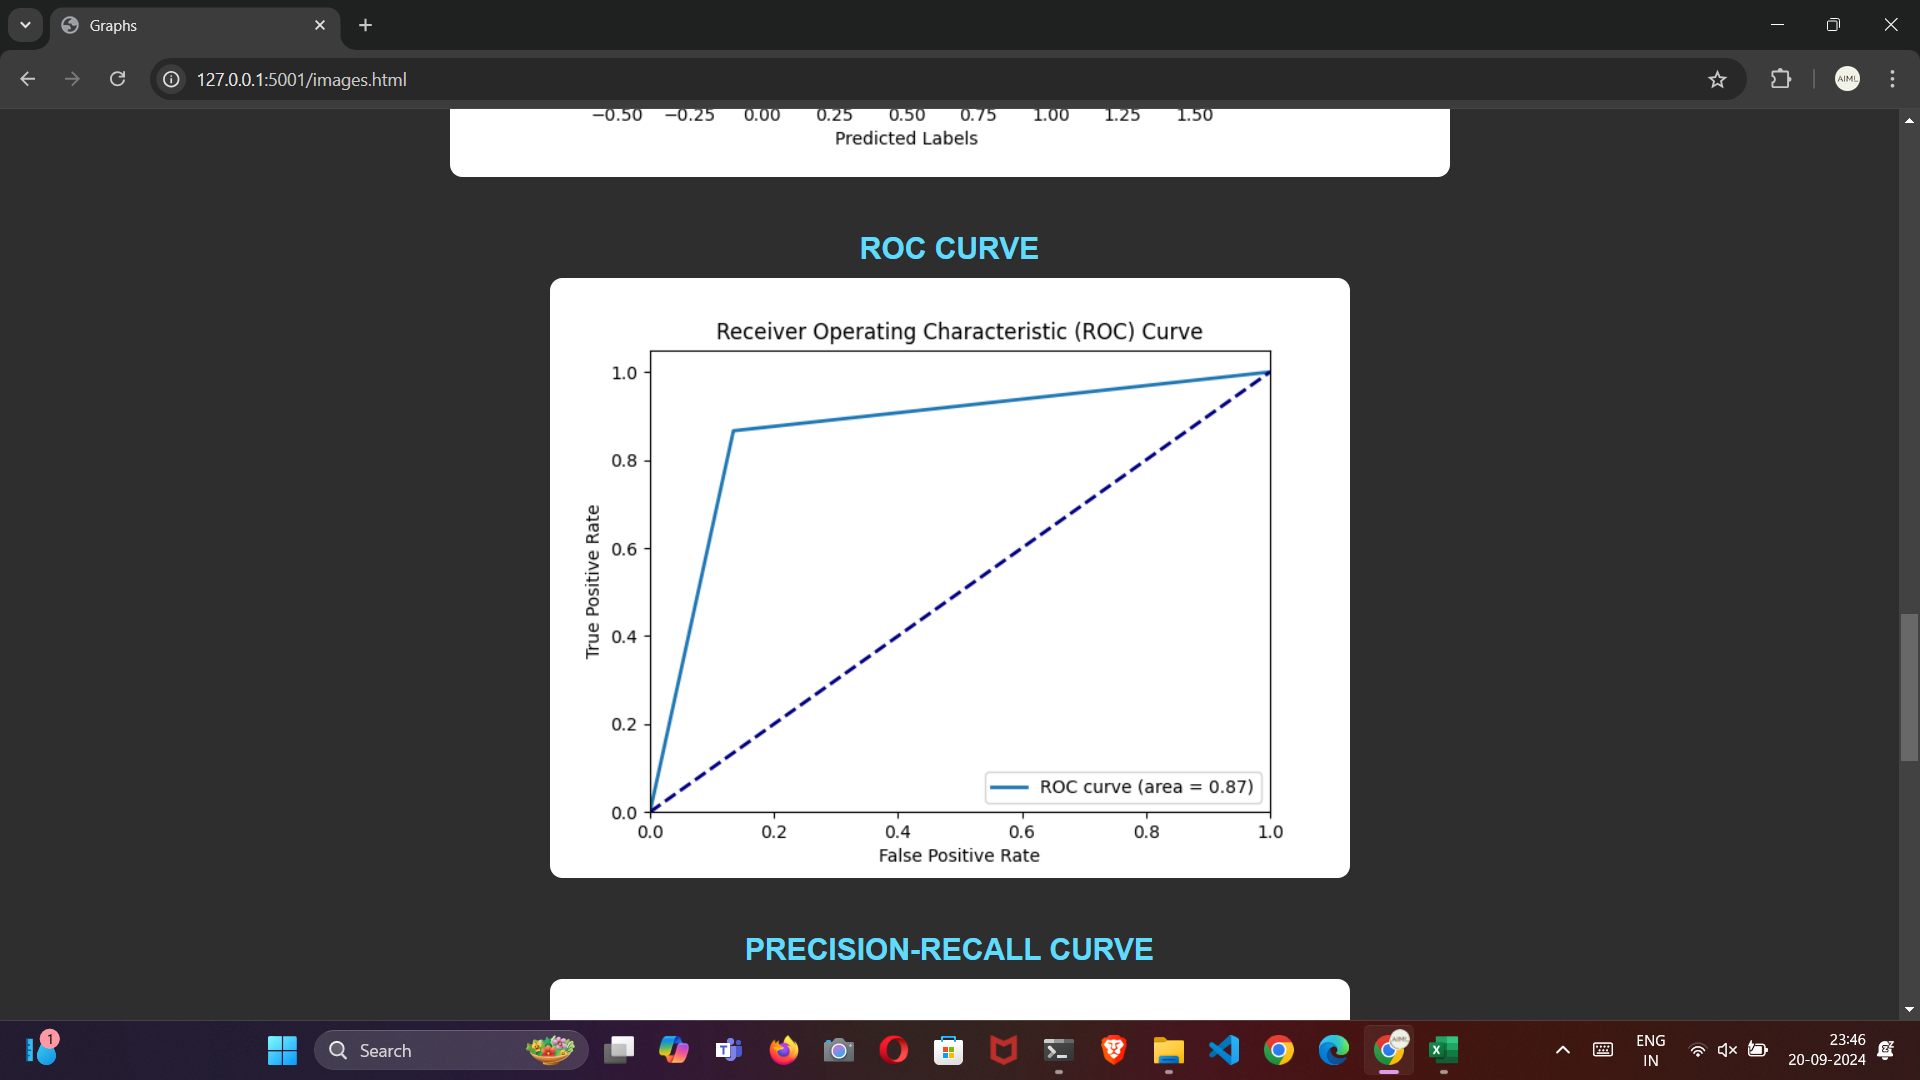 Graphs
127.0.0.1:5001/images.html
AIML
−0.50 −0.25 0.00 0.25 0.50 0.75 1.00 1.25 1.50
Predicted Labels
ROC CURVE
Receiver Operating Characteristic (ROC) Curve
1.0
0.8
0.6
0.4
0.2
0.0
True Positive Rate
ROC curve (area = 0.87)
0.0 0.2 0.4 0.6 0.8 1.0
False Positive Rate
PRECISION-RECALL CURVE
1
Search
AIML
ENG
IN
23:46
20-09-2024